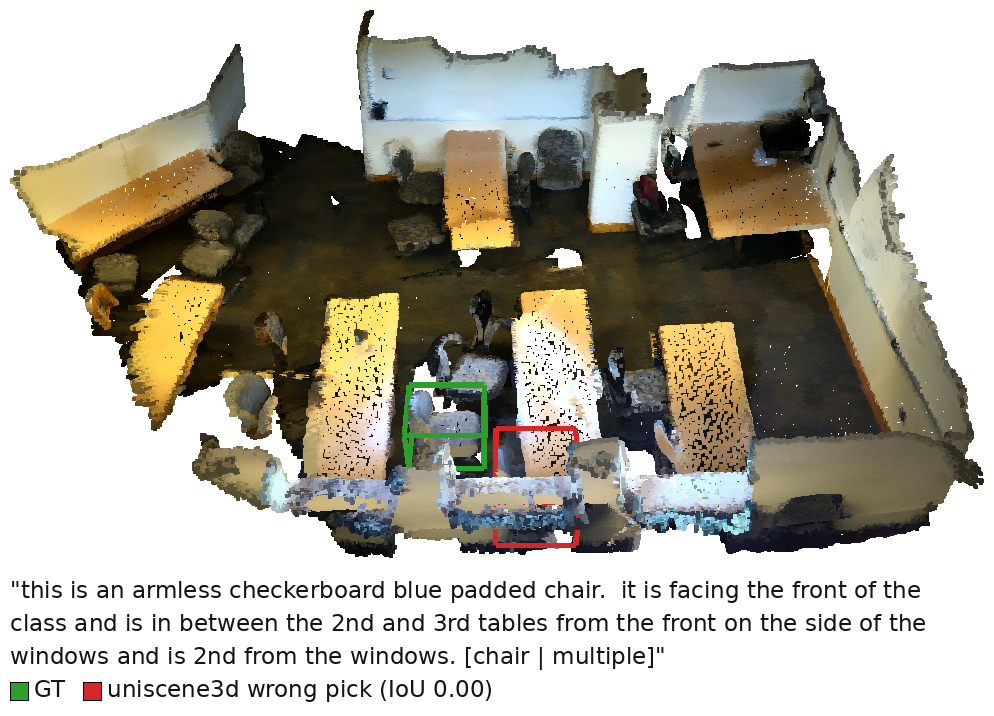 "this is an armless checkerboard blue padded chair.  it is facing the front of the
class and is in between the 2nd and 3rd tables from the front on the side of the
windows and is 2nd from the windows. [chair | multiple]"
GT  uniscene3d wrong pick (IoU 0.00)